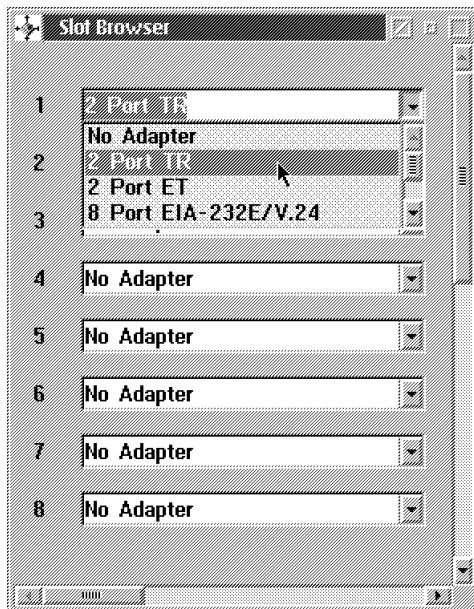 Slot Browser
1 2 Port TR
No Adapter
2 2 Port TR
2 Port ET
3 8 Port EIA-232E/V.24
4 No Adapter
5 No Adapter
6 No Adapter
7 No Adapter
8 No Adapter